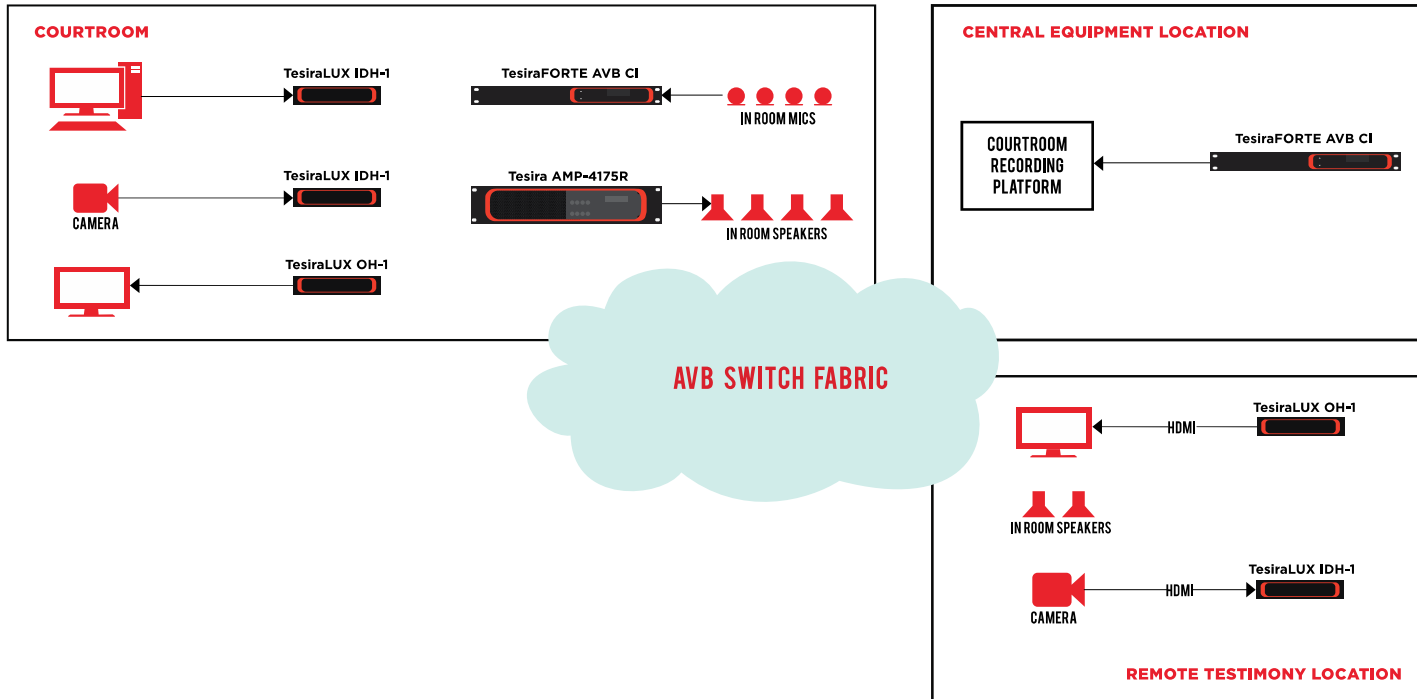 COURTROOM
TesiraLUX IDH-1
TesiraFORTE AVB CI
IN ROOM MICS
TesiraLUX IDH-1
CAMERA
Tesira AMP-4175R
IN ROOM SPEAKERS
TesiraLUX OH-1
CENTRAL EQUIPMENT LOCATION
COURTROOM
RECORDING
PLATFORM
TesiraFORTE AVB CI
AVB SWITCH FABRIC
TesiraLUX OH-1
HDMI
IN ROOM SPEAKERS
TesiraLUX IDH-1
HDMI
CAMERA
REMOTE TESTIMONY LOCATION